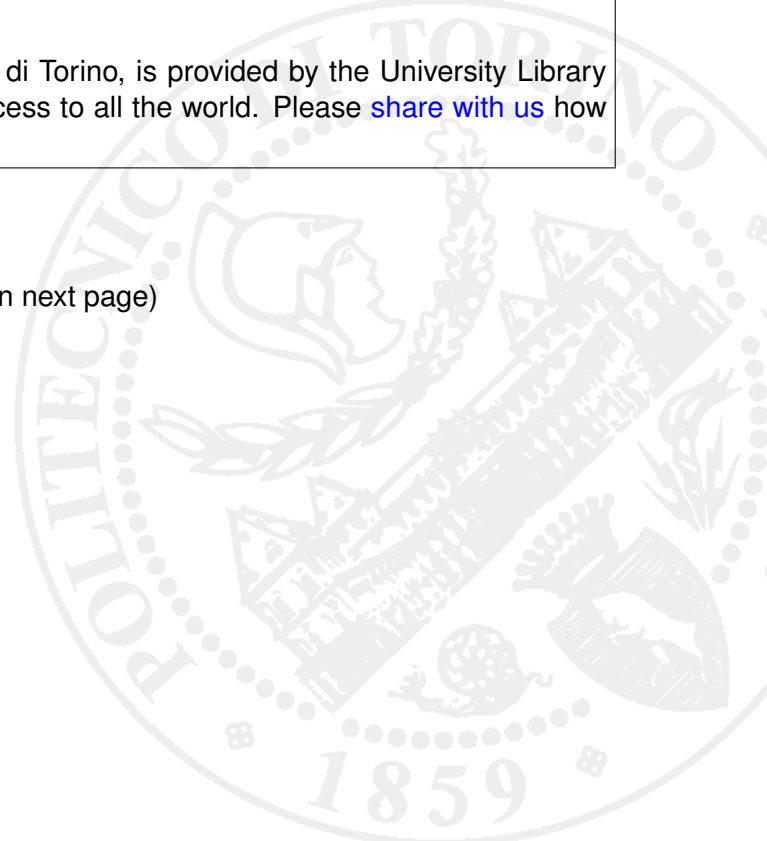 di Torino, is provided by the University Library
cess to all the world. Please share with us how
n next page)
POLITECNICO DI TORINO
1859